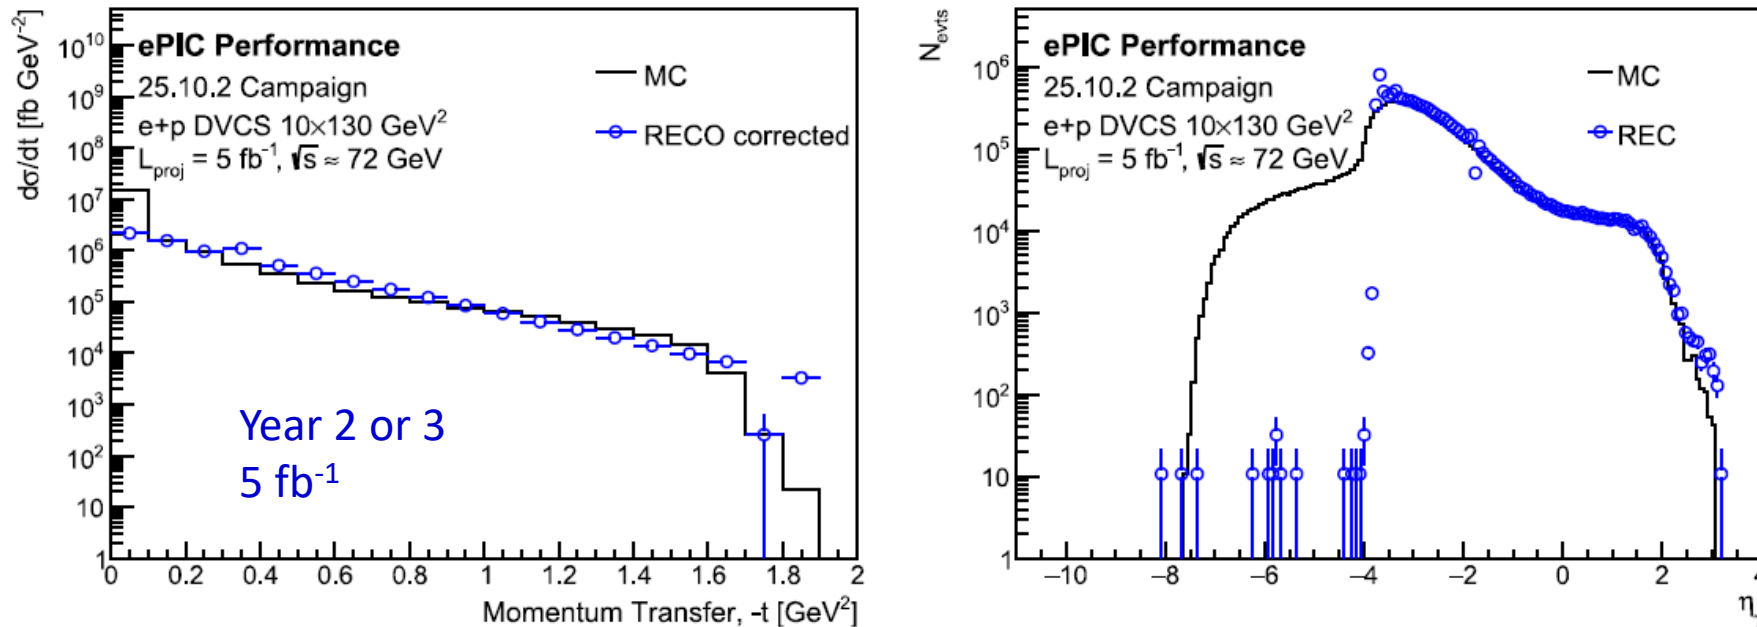 dσ/dt [fb GeV⁻²]
10¹⁰
10⁹
10⁸
10⁷
10⁶
10⁵
10⁴
10³
10²
10
1
ePIC Performance
25.10.2 Campaign
e+p DVCS 10×130 GeV²
L_proj = 5 fb⁻¹, √s ≈ 72 GeV
MC
RECO corrected
Year 2 or 3
5 fb⁻¹
0 0.2 0.4 0.6 0.8 1 1.2 1.4 1.6 1.8 2
Momentum Transfer, -t [GeV²]
N_evts
10⁶
10⁵
10⁴
10³
10²
10
1
ePIC Performance
25.10.2 Campaign
e+p DVCS 10×130 GeV²
L_proj = 5 fb⁻¹, √s ≈ 72 GeV
MC
REC
−10 −8 −6 −4 −2 0 2
η